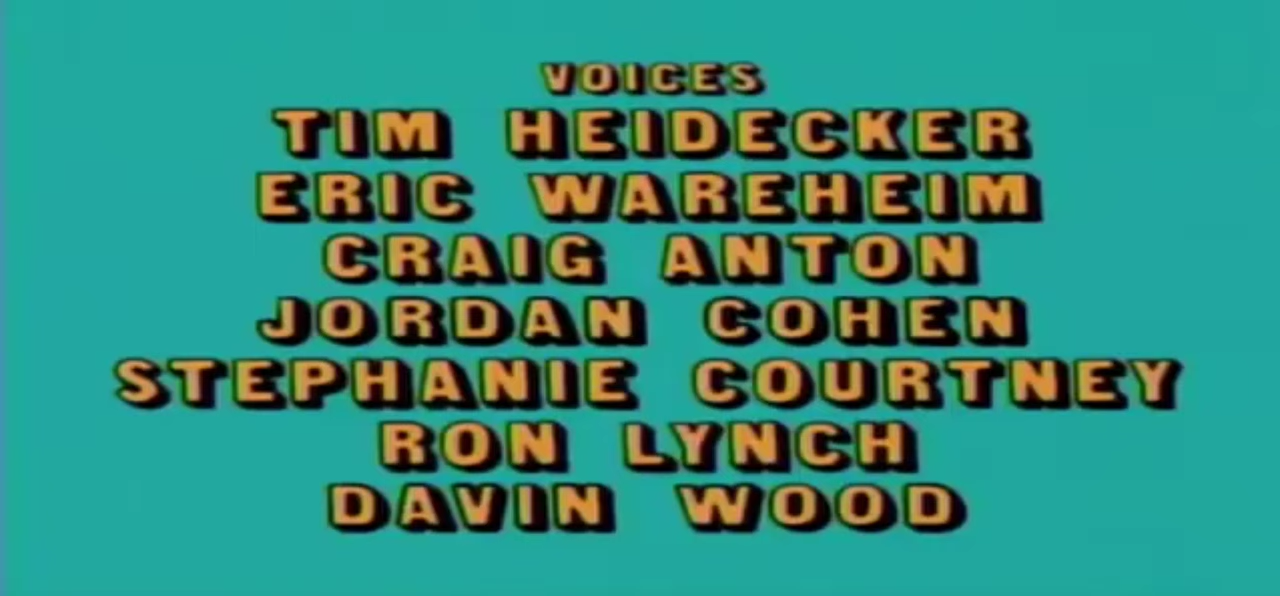 VOICES
TIM HEIDECKER
ERIC WAREHEIM
CRAIG ANTON
JORDAN COHEN
STEPHANIE COURTNEY
RON LYNCH
DAVIN WOOD